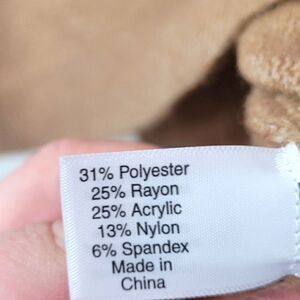 31% Polyester
25% Rayon
25% Acrylic
13% Nylon
6% Spandex
Made in
China